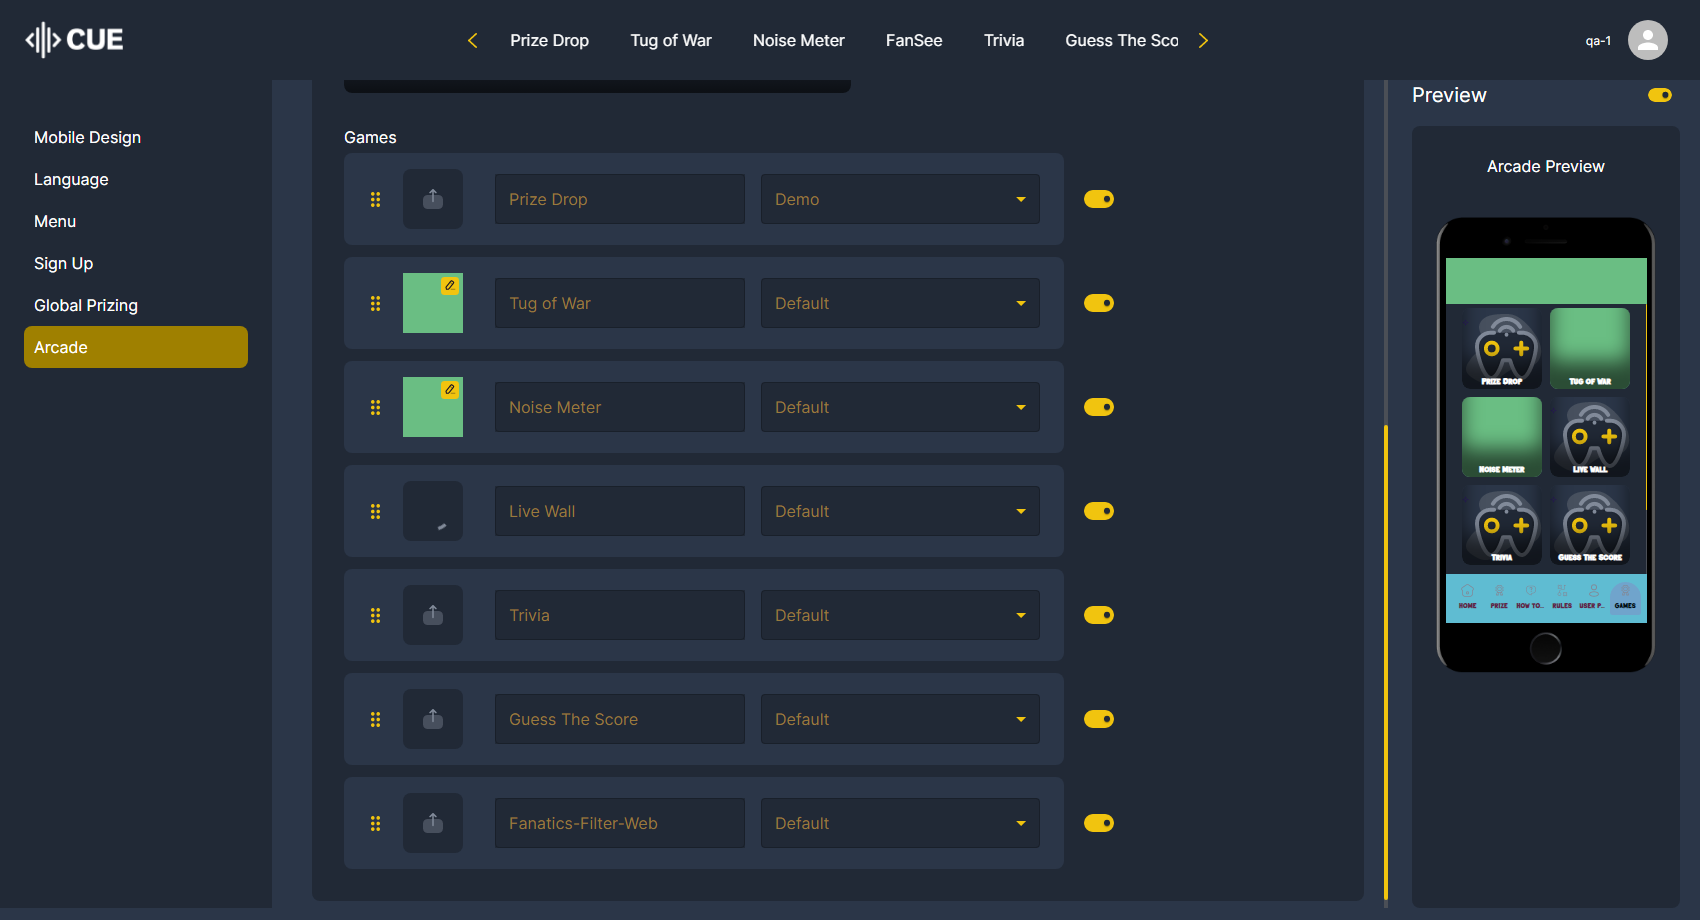 CUE
Prize Drop
Tug of War
Noise Meter
FanSee
Trivia
Guess The Sco
qa-1
Mobile Design
Language
Menu
Sign Up
Global Prizing
Arcade
Games
Prize Drop
Demo
Tug of War
Default
Noise Meter
Default
Live Wall
Default
Trivia
Default
Guess The Score
Default
Fanatics-Filter-Web
Default
Preview
Arcade Preview
Prize Drop
Tug of War
Noise Meter
Live Wall
Trivia
Guess The Score
HOME
PRIZE
HOW TO..
RULES
USER P..
GAMES